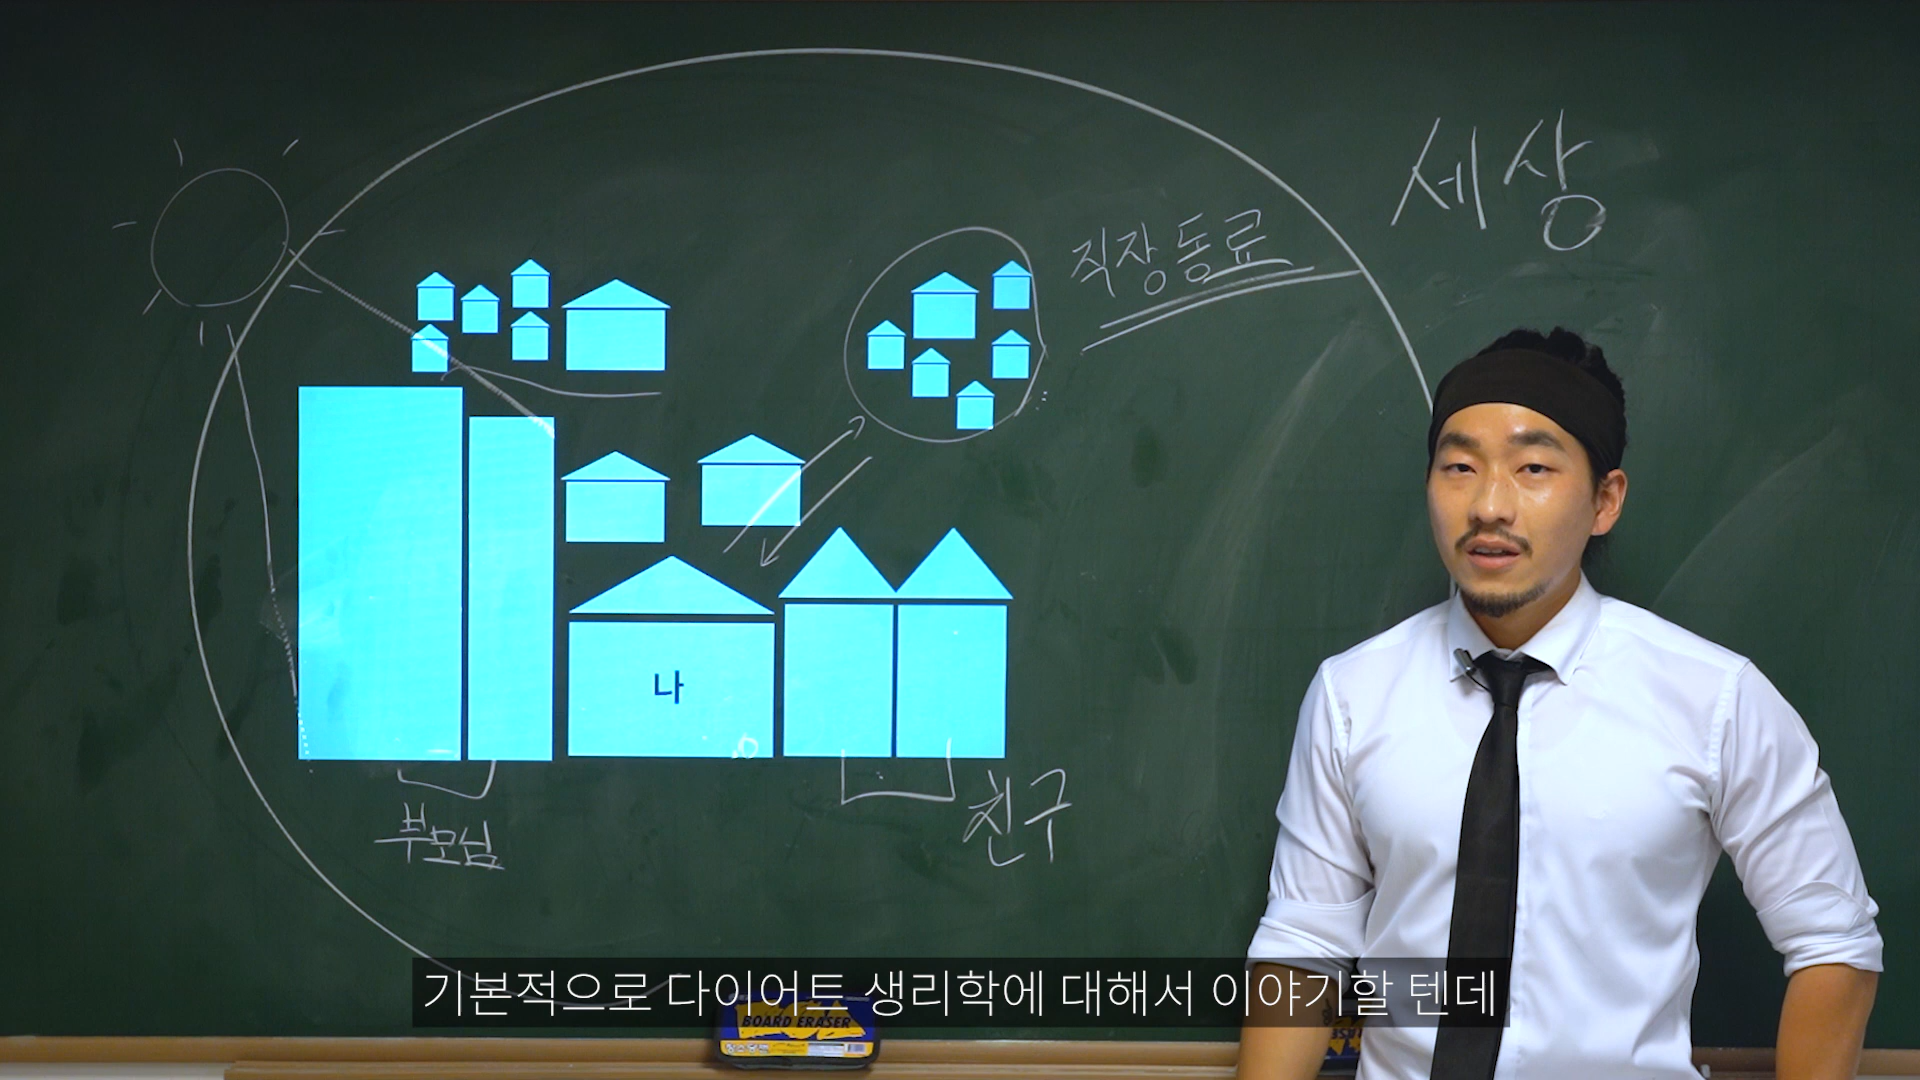 세상
직장동료
나
부모님
친구
기본적으로 다이어트 생리학에 대해서 이야기할 텐데
BOARD ERASER